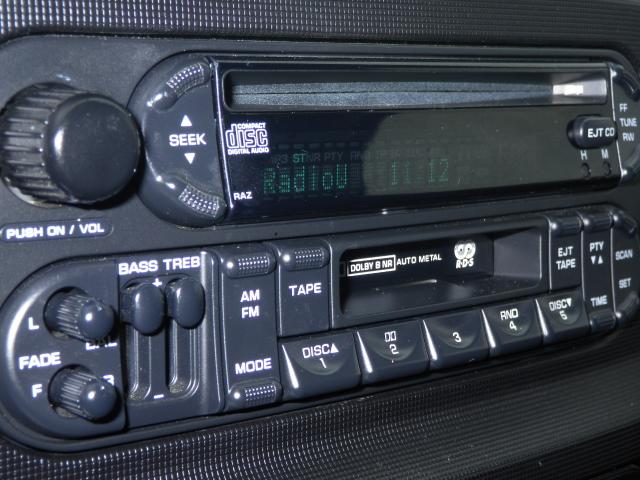 SEEK
COMPACT
disc
DIGITAL AUDIO
RAZ
ST NR PTY
RadioU 11:12
FF
TUNE
RW
EJT CD
H M
PUSH ON / VOL
BASS TREB
+
-
L
FADE
F
AM
FM
MODE
TAPE
DOLBY B NR AUTO METAL
R·D·S
EJT
TAPE
PTY
TIME
SCAN
SET
DISC▲
1
2
3
RND
4
DISC▼
5